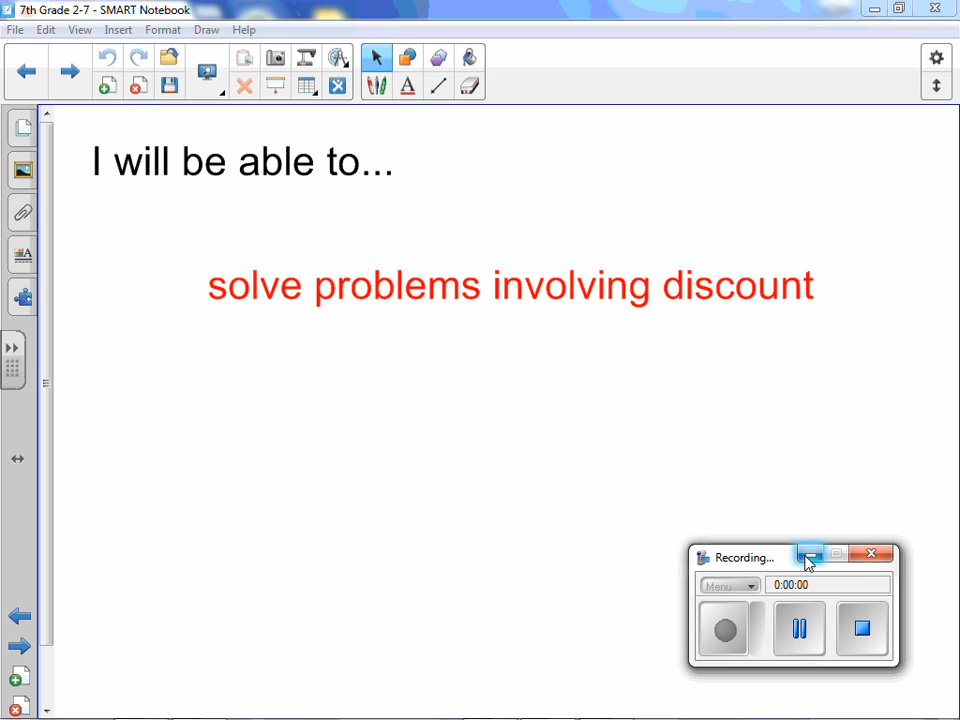 7th Grade 2-7 - SMART Notebook
File Edit View Insert Format Draw Help
I will be able to...
solve problems involving discount
Recording...
Menu
0:00:00